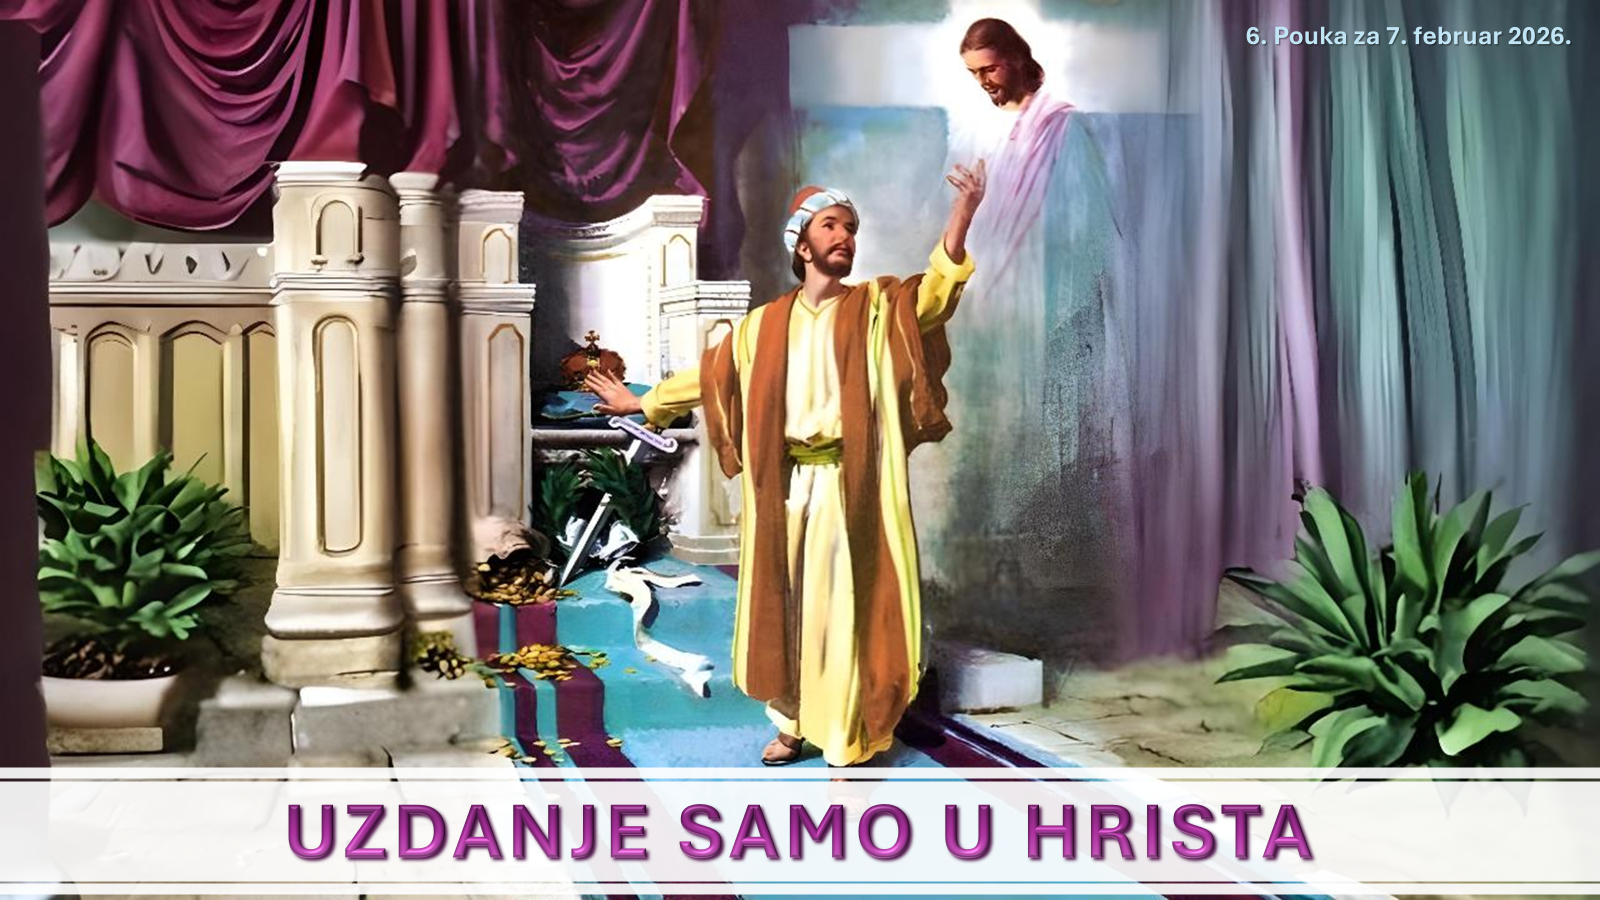 6. Pouka za 7. februar 2026.
UZDANJE SAMO U HRISTA